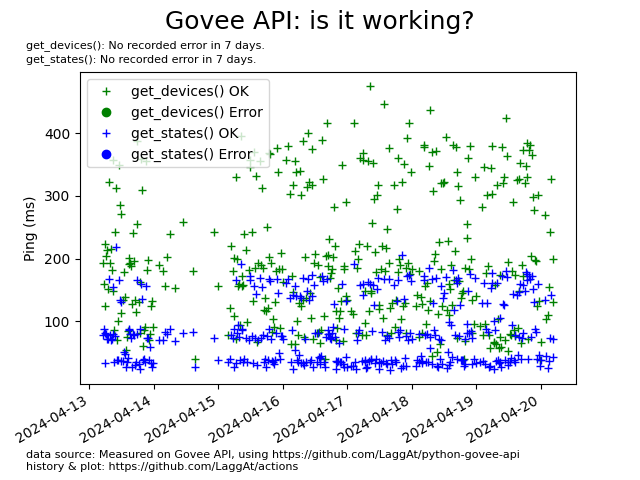 Govee API: is it working?
get_devices(): No recorded error in 7 days.
get_states(): No recorded error in 7 days.
get_devices() OK
get_devices() Error
get_states() OK
get_states() Error
Ping (ms)
400
300
200
100
2024-04-13
2024-04-14
2024-04-15
2024-04-16
2024-04-17
2024-04-18
2024-04-19
2024-04-20
data source: Measured on Govee API, using https://github.com/LaggAt/python-govee-api
history & plot: https://github.com/LaggAt/actions